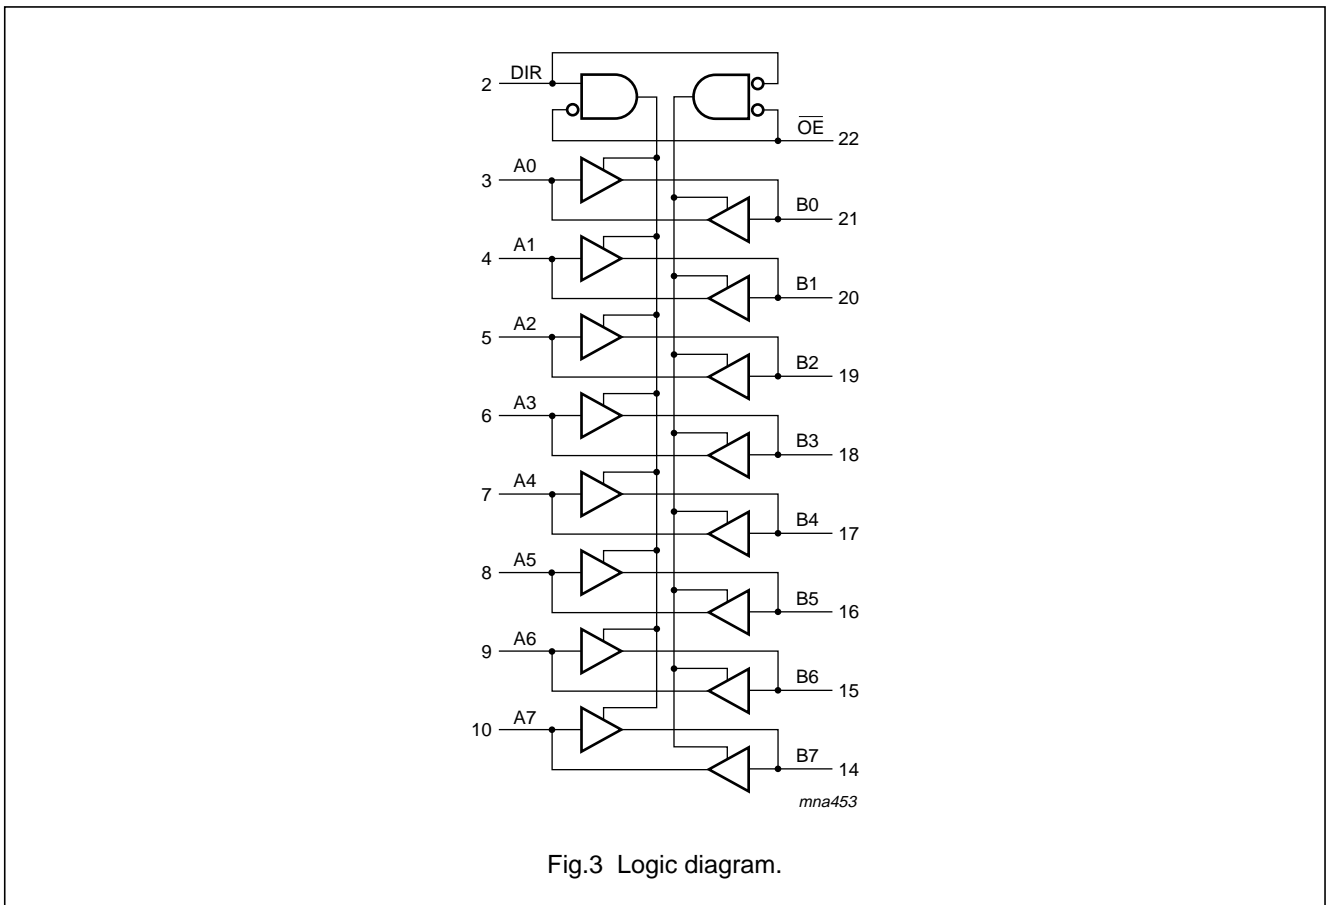 2 DIR
O̅E̅ 22
3 A0
B0 21
4 A1
B1 20
5 A2
B2 19
6 A3
B3 18
7 A4
B4 17
8 A5
B5 16
9 A6
B6 15
10 A7
B7 14
mna453
Fig.3 Logic diagram.